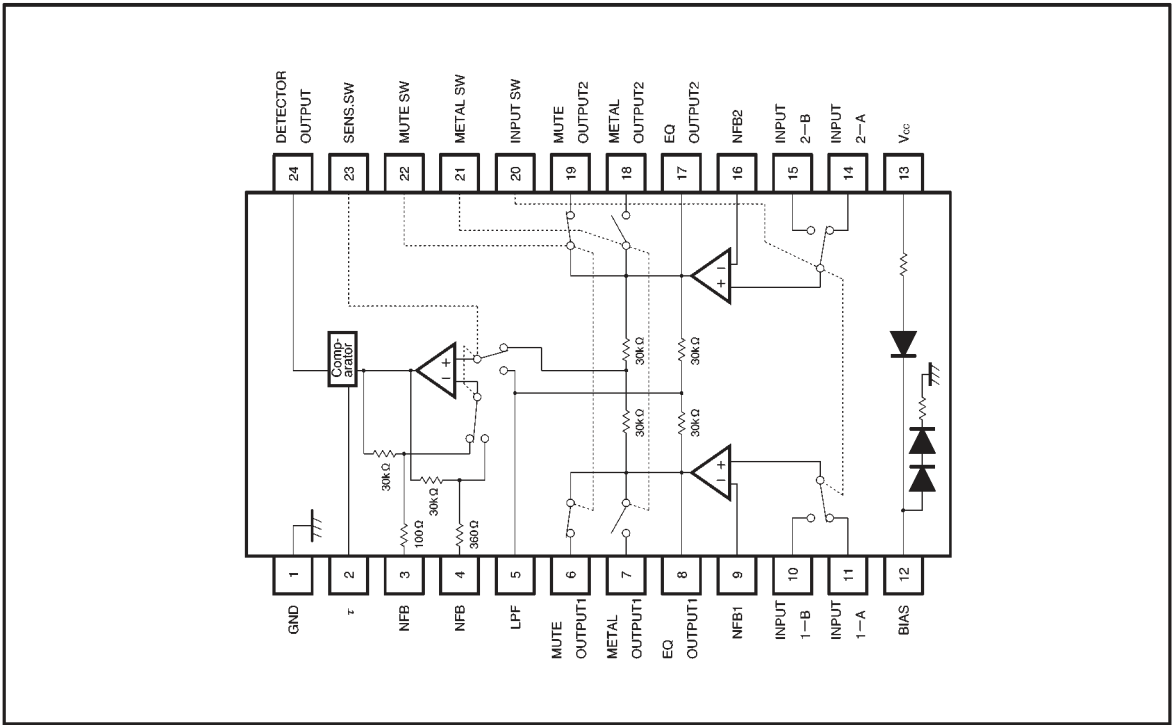 DETECTOR
OUTPUT
SENS.SW
MUTE SW
METAL SW
INPUT SW
MUTE
OUTPUT2
METAL
OUTPUT2
EQ
OUTPUT2
NFB2
INPUT
2—B
INPUT
2—A
Vcc
24
23
22
21
20
19
18
17
16
15
14
13
Comp-
arator
+
−
−
+
30kΩ
30kΩ
30kΩ
30kΩ
30kΩ
30kΩ
100Ω
360Ω
+
−
1
2
3
4
5
6
7
8
9
10
11
12
GND
τ
NFB
NFB
LPF
MUTE
OUTPUT1
METAL
OUTPUT1
EQ
OUTPUT1
NFB1
INPUT
1—B
INPUT
1—A
BIAS